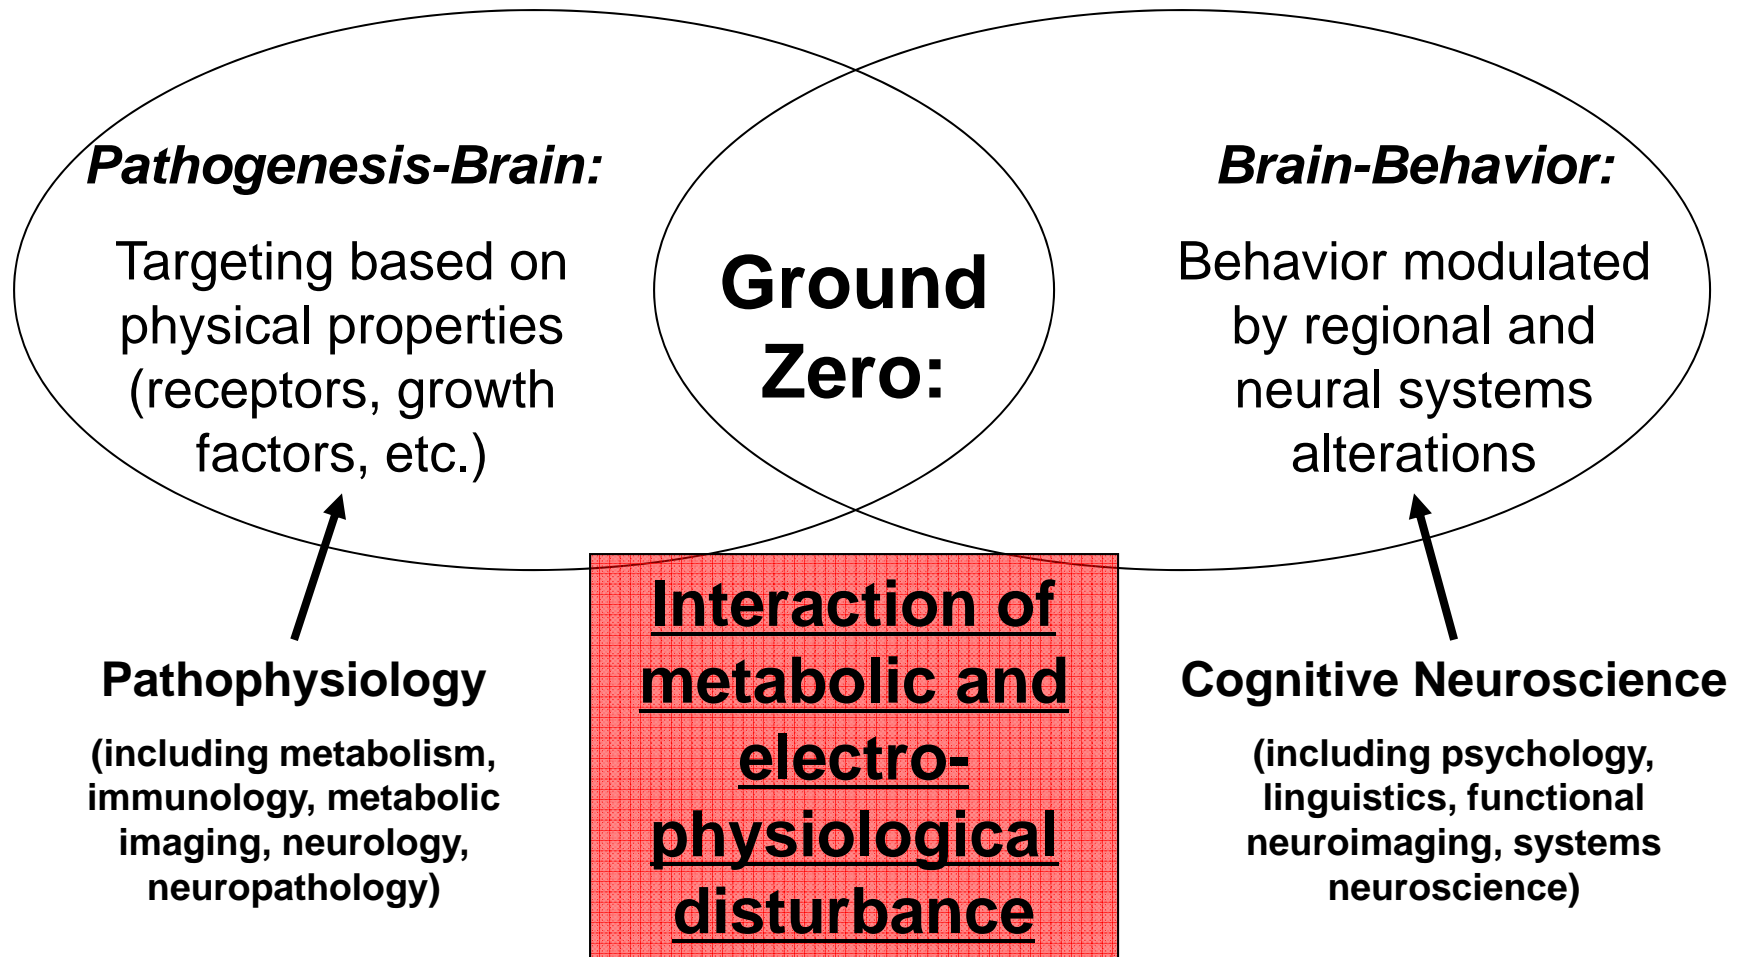 Pathogenesis-Brain:
Targeting based on
physical properties
(receptors, growth
factors, etc.)
Ground
Zero:
Brain-Behavior:
Behavior modulated
by regional and
neural systems
alterations
Pathophysiology
(including metabolism,
immunology, metabolic
imaging, neurology,
neuropathology)
Interaction of
metabolic and
electro-
physiological
disturbance
Cognitive Neuroscience
(including psychology,
linguistics, functional
neuroimaging, systems
neuroscience)